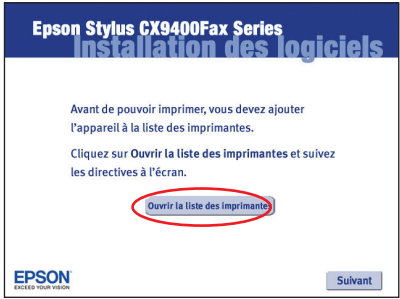 Epson Stylus CX9400Fax Series
Installation des logiciels
Avant de pouvoir imprimer, vous devez ajouter
l'appareil à la liste des imprimantes.
Cliquez sur Ouvrir la liste des imprimantes et suivez
les directives à l'écran.
Ouvrir la liste des imprimantes
EPSON
EXCEED YOUR VISION
Suivant